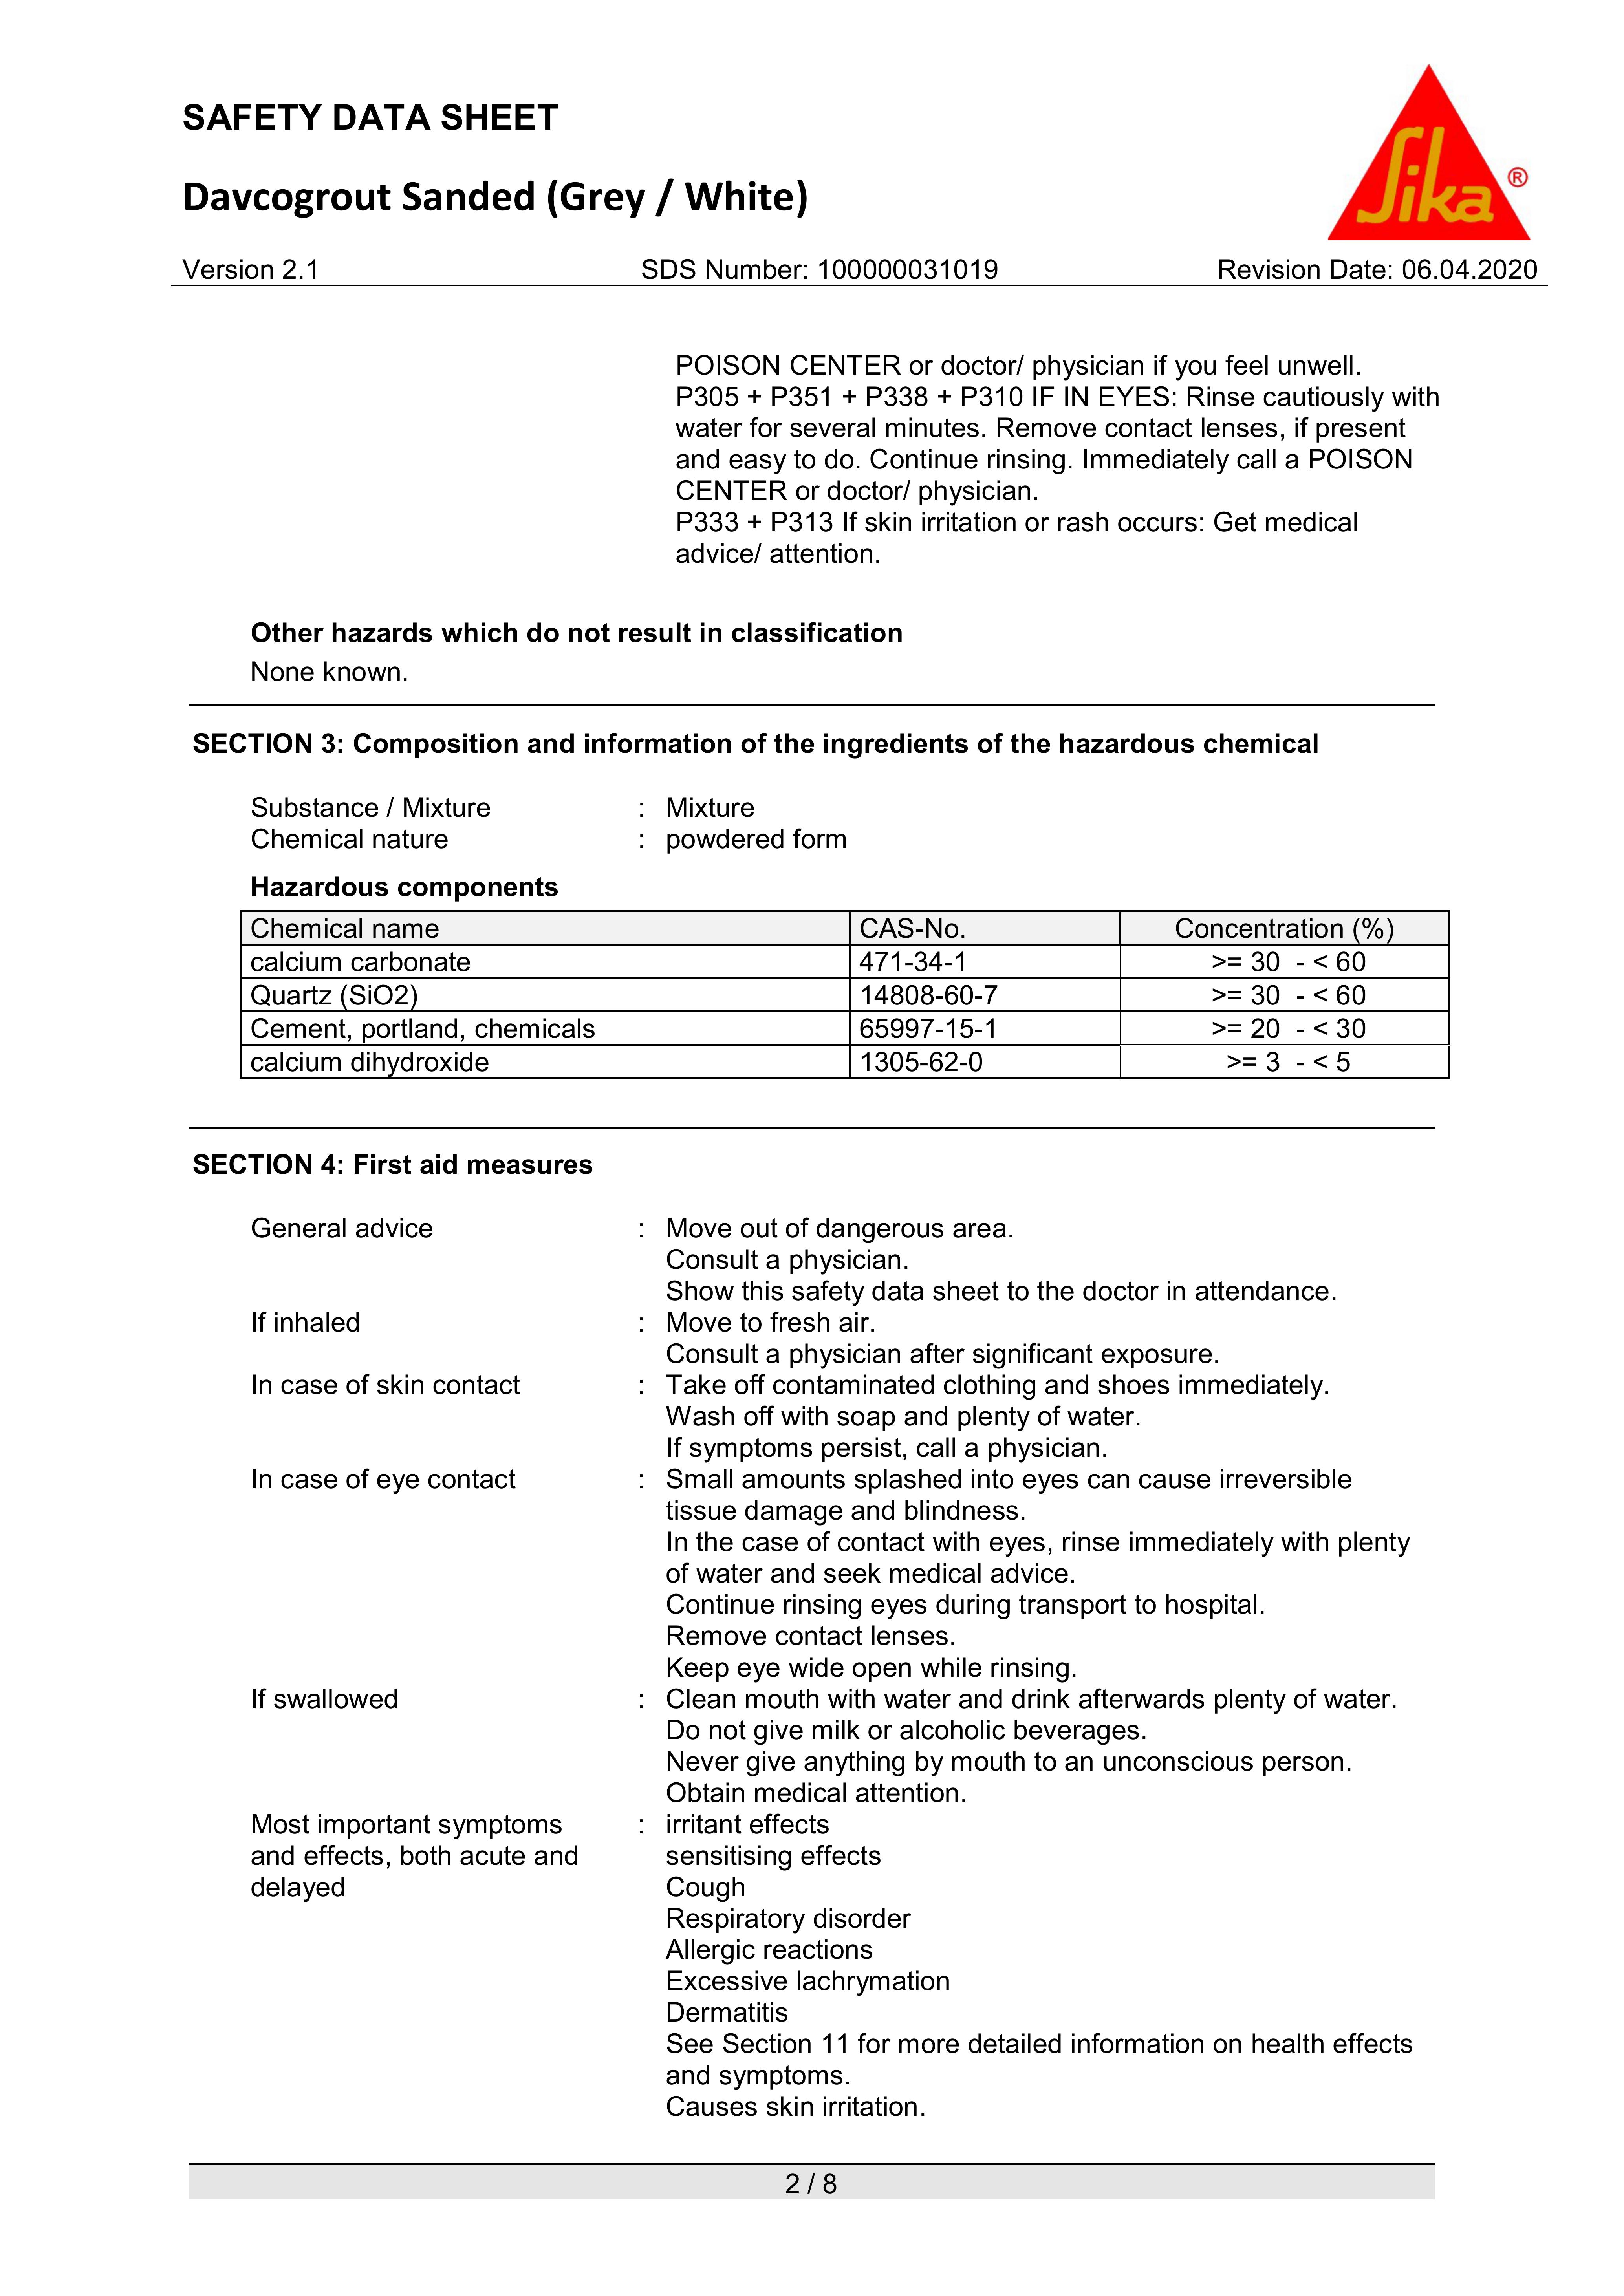 SAFETY DATA SHEET
Davcogrout Sanded (Grey / White)
Sika ®
Version 2.1 SDS Number: 100000031019 Revision Date: 06.04.2020
POISON CENTER or doctor/ physician if you feel unwell.
P305 + P351 + P338 + P310 IF IN EYES: Rinse cautiously with
water for several minutes. Remove contact lenses, if present
and easy to do. Continue rinsing. Immediately call a POISON
CENTER or doctor/ physician.
P333 + P313 If skin irritation or rash occurs: Get medical
advice/ attention.
Other hazards which do not result in classification
None known.
SECTION 3: Composition and information of the ingredients of the hazardous chemical
Substance / Mixture : Mixture
Chemical nature : powdered form
Hazardous components
Chemical name CAS-No. Concentration (%)
calcium carbonate 471-34-1 >= 30 - < 60
Quartz (SiO2) 14808-60-7 >= 30 - < 60
Cement, portland, chemicals 65997-15-1 >= 20 - < 30
calcium dihydroxide 1305-62-0 >= 3 - < 5
SECTION 4: First aid measures
General advice : Move out of dangerous area.
Consult a physician.
Show this safety data sheet to the doctor in attendance.
If inhaled : Move to fresh air.
Consult a physician after significant exposure.
In case of skin contact : Take off contaminated clothing and shoes immediately.
Wash off with soap and plenty of water.
If symptoms persist, call a physician.
In case of eye contact : Small amounts splashed into eyes can cause irreversible
tissue damage and blindness.
In the case of contact with eyes, rinse immediately with plenty
of water and seek medical advice.
Continue rinsing eyes during transport to hospital.
Remove contact lenses.
Keep eye wide open while rinsing.
If swallowed : Clean mouth with water and drink afterwards plenty of water.
Do not give milk or alcoholic beverages.
Never give anything by mouth to an unconscious person.
Obtain medical attention.
Most important symptoms : irritant effects
and effects, both acute and sensitising effects
delayed Cough
Respiratory disorder
Allergic reactions
Excessive lachrymation
Dermatitis
See Section 11 for more detailed information on health effects
and symptoms.
Causes skin irritation.
2 / 8